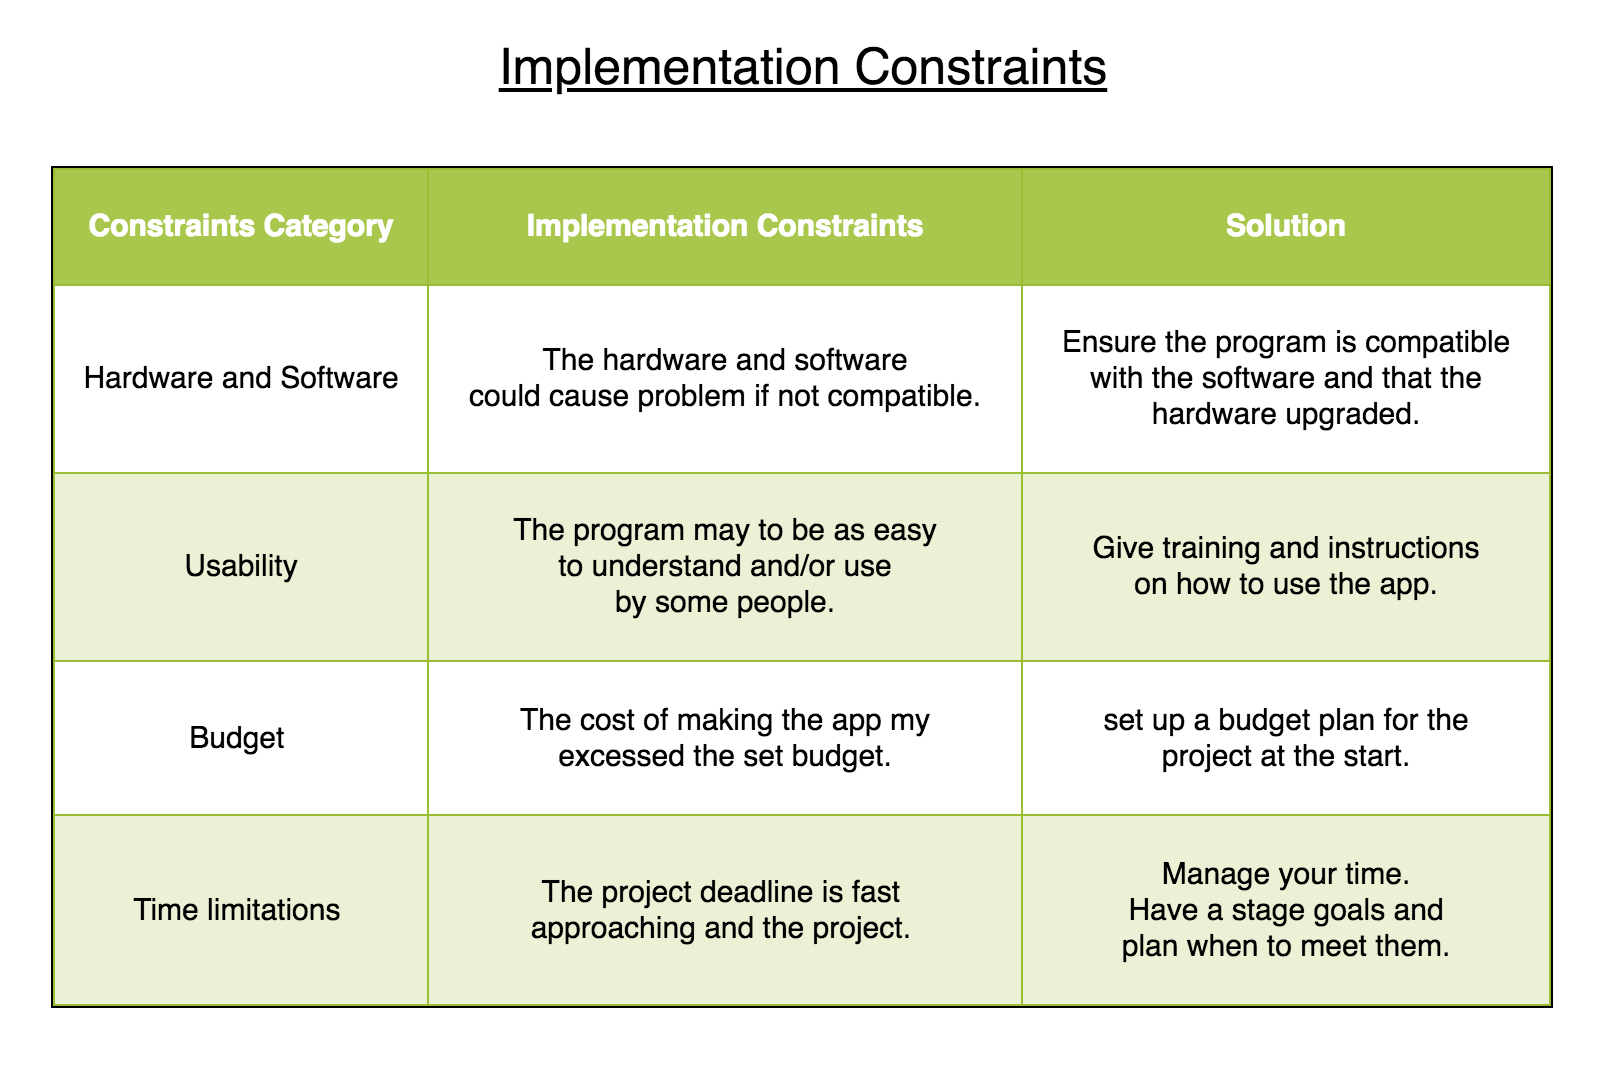 Implementation Constraints
Constraints Category
Implementation Constraints
Solution
Hardware and Software
The hardware and software
could cause problem if not compatible.
Ensure the program is compatible
with the software and that the
hardware upgraded.
Usability
The program may to be as easy
to understand and/or use
by some people.
Give training and instructions
on how to use the app.
Budget
The cost of making the app my
excessed the set budget.
set up a budget plan for the
project at the start.
Time limitations
The project deadline is fast
approaching and the project.
Manage your time.
Have a stage goals and
plan when to meet them.